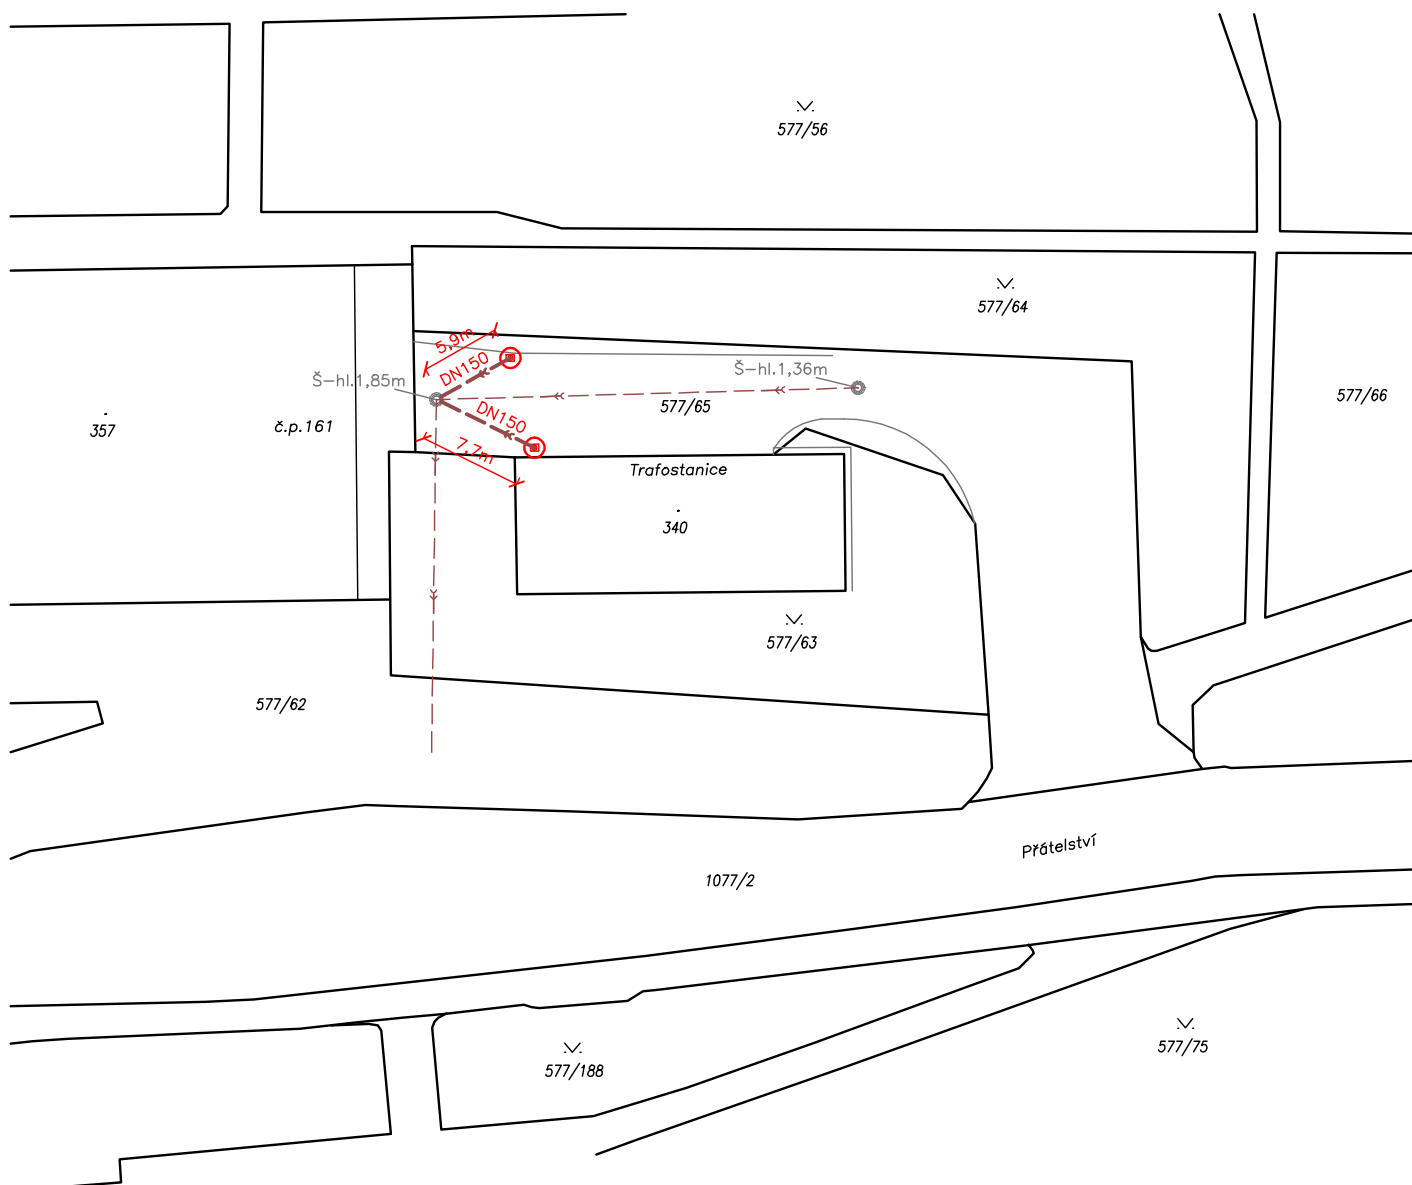 577/56
577/64
5,9m
DN150
Š-hl.1,85m
Š-hl.1,36m
577/66
577/65
357
č.p.161
DN150
7,7m
Trafostanice
340
577/63
577/62
Přátelství
1077/2
577/188
577/75